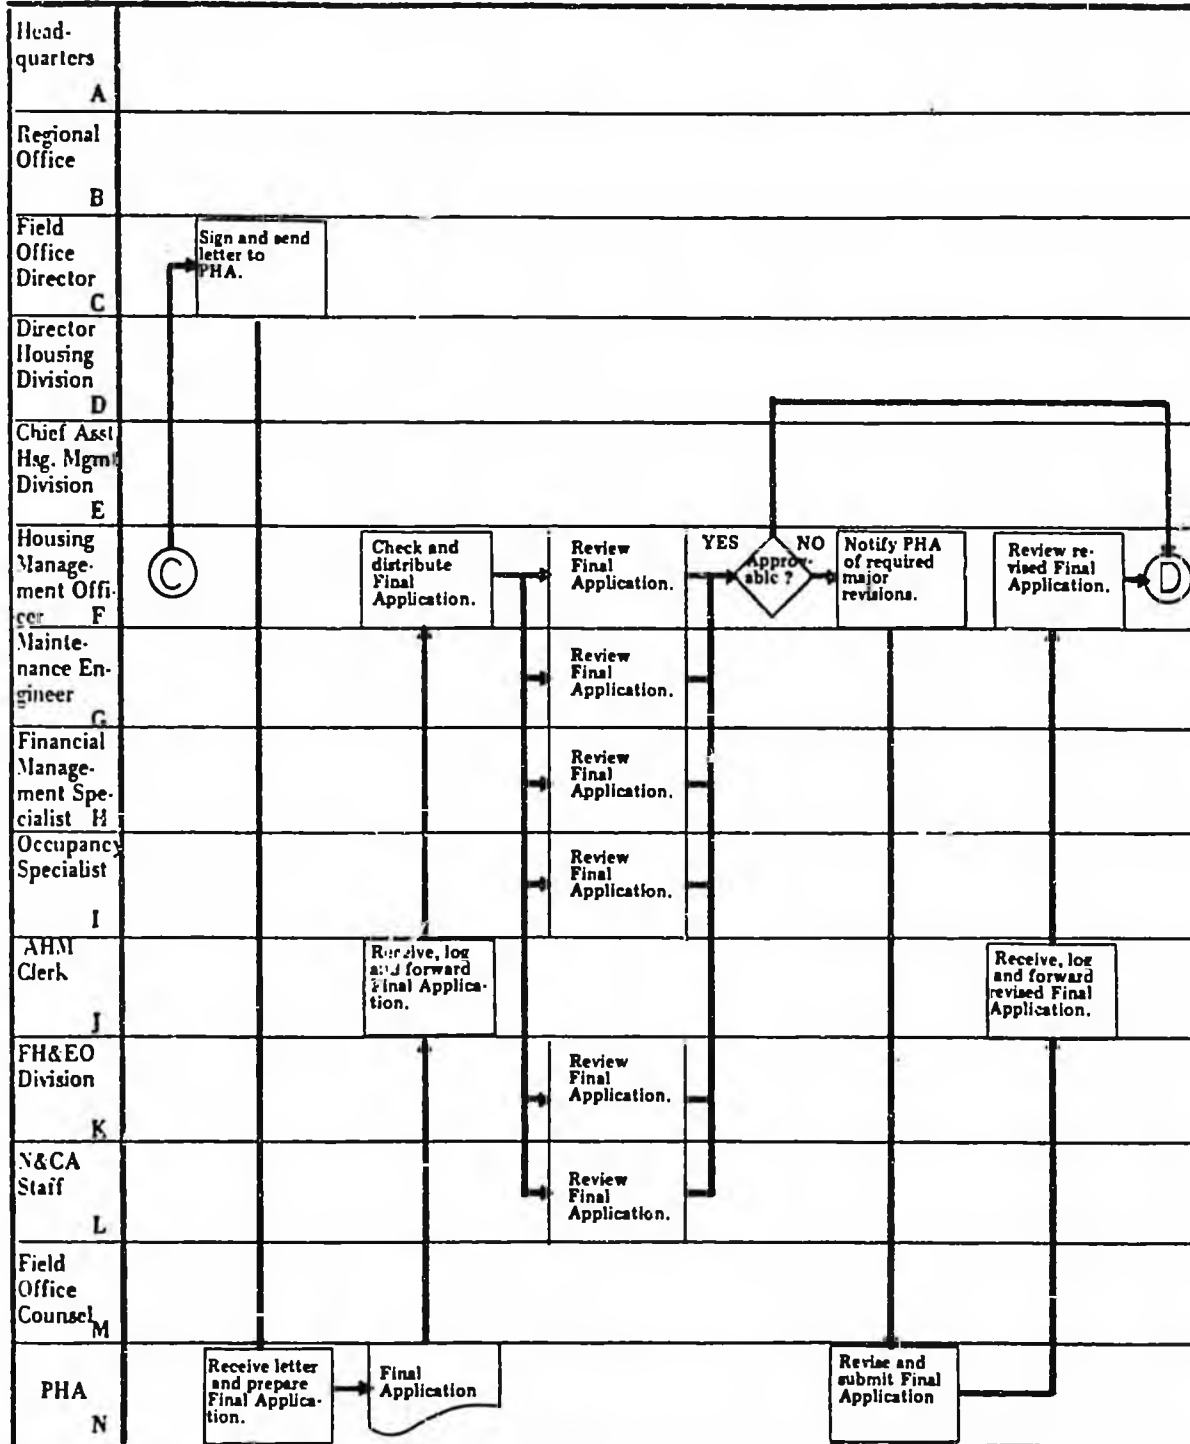 Head-
quarters
A
Regional
Office
B
Field
Office
Director
C
Sign and send
letter to
PHA.
Director
Housing
Division
D
Chief Asst
Hsg. Mgmt
Division
E
Housing
Manage-
ment Offi-
cer F
C
Check and
distribute
Final
Application.
Review
Final
Application.
YES
NO
Approv-
able ?
Notify PHA
of required
major
revisions.
Review re-
vised Final
Application.
D
Mainte-
nance En-
gineer
G
Review
Final
Application.
Financial
Manage-
ment Spe-
cialist H
Review
Final
Application.
Occupancy
Specialist
I
Review
Final
Application.
AHM
Clerk
J
Receive, log
and forward
Final Applica-
tion.
Receive, log
and forward
revised Final
Application.
FH&EO
Division
K
Review
Final
Application.
N&CA
Staff
L
Review
Final
Application.
Field
Office
Counsel
M
PHA
N
Receive letter
and prepare
Final Applica-
tion.
Final
Application
Revise and
submit Final
Application